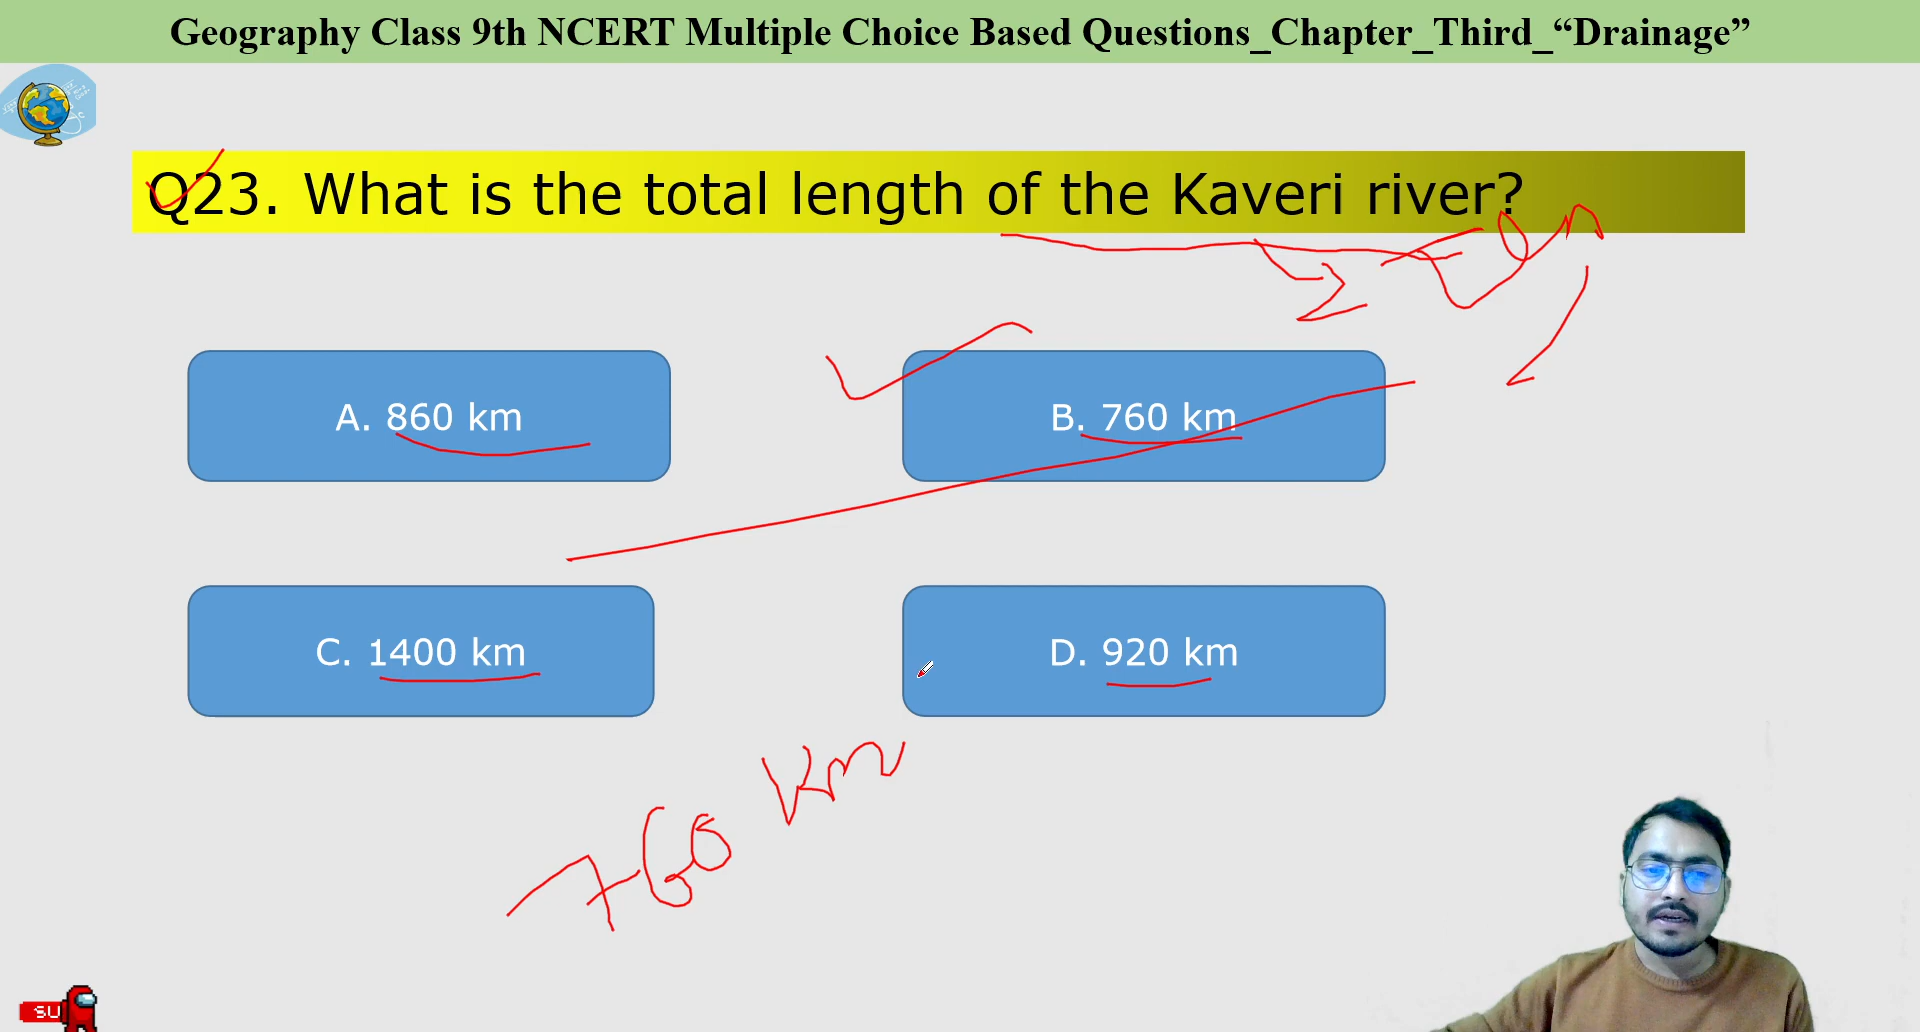 Geography Class 9th NCERT Multiple Choice Based Questions_Chapter_Third_“Drainage”
Q23. What is the total length of the Kaveri river?
A. 860 km
B. 760 km
C. 1400 km
D. 920 km
760 km
SU